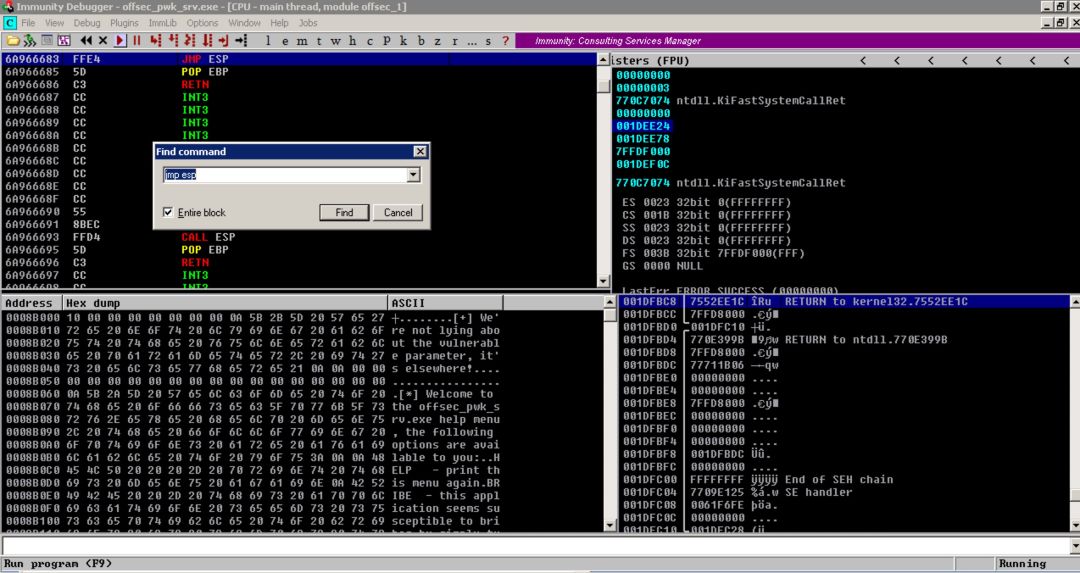 Immunity Debugger - offsec_pwk_srv.exe - [CPU - main thread, module offsec_1]
File View Debug Plugins ImmLib Options Window Help Jobs
l e m t w h c P k b z r ... s ? Immunity: Consulting Services Manager
6A966683 FFE4 JMP ESP
6A966685 5D POP EBP
6A966686 C3 RETN
6A966687 CC INT3
6A966688 CC INT3
6A966689 CC INT3
6A96668A CC INT3
6A96668B CC
6A96668C CC
6A96668D CC
6A96668E CC
6A96668F CC
6A966690 55
6A966691 8BEC
6A966693 FFD4 CALL ESP
6A966695 5D POP EBP
6A966696 C3 RETN
6A966697 CC INT3
6A966698 CC INT3
Find command
jmp esp
Entire block
Find
Cancel
isters (FPU) < < < < < < <
00000000
00000003
770C7074 ntdll.KiFastSystemCallRet
00000000
001DEE24
001DEE78
7FFDF000
001DEF0C
770C7074 ntdll.KiFastSystemCallRet
ES 0023 32bit 0(FFFFFFFF)
CS 001B 32bit 0(FFFFFFFF)
SS 0023 32bit 0(FFFFFFFF)
DS 0023 32bit 0(FFFFFFFF)
FS 003B 32bit 7FFDF000(FFF)
GS 0000 NULL
LastErr ERROR_SUCCESS (00000000)
Address Hex dump ASCII
0008B000 10 00 00 00 00 00 00 00 0A 5B 2B 5D 20 57 65 27 +........[+] We'
0008B010 72 65 20 6E 6F 74 20 6C 79 69 6E 67 20 61 62 6F re not lying abo
0008B020 75 74 20 74 68 65 20 76 75 6C 6E 65 72 61 62 6C ut the vulnerabl
0008B030 65 20 70 61 72 61 6D 65 74 65 72 2C 20 69 74 27 e parameter, it'
0008B040 73 20 65 6C 73 65 77 68 65 72 65 21 0A 0A 00 00 s elsewhere!....
0008B050 00 00 00 00 00 00 00 00 00 00 00 00 00 00 00 00 ................
0008B060 0A 5B 2A 5D 20 57 65 6C 63 6F 6D 65 20 74 6F 20 .[*] Welcome to
0008B070 74 68 65 20 6F 66 66 73 65 63 5F 70 77 6B 5F 73 the offsec_pwk_s
0008B080 72 76 2E 65 78 65 20 68 65 6C 70 20 6D 65 6E 75 rv.exe help menu
0008B090 2C 20 74 68 65 20 66 6F 6C 6C 6F 77 69 6E 67 20 , the following
0008B0A0 6F 70 74 69 6F 6E 73 20 61 72 65 20 61 76 61 69 options are avai
0008B0B0 6C 61 62 6C 65 20 74 6F 20 79 6F 75 3A 0A 0A 48 lable to you:..H
0008B0C0 45 4C 50 20 20 20 2D 20 70 72 69 6E 74 20 74 68 ELP - print th
0008B0D0 69 73 20 6D 65 6E 75 20 61 67 61 69 6E 0A 42 52 is menu again.BR
0008B0E0 49 42 45 20 20 2D 20 74 68 69 73 20 61 70 70 6C IBE - this appl
0008B0F0 69 63 61 74 69 6F 6E 20 73 65 65 6D 73 20 73 75 ication seems su
0008B100 73 63 65 70 74 69 62 6C 65 20 74 6F 20 62 72 69 sceptible to bri
001DFBC8 7552EE1C îRu RETURN to kernel32.7552EE1C
001DFBCC 7FFD8000 .€ý
001DFBD0 001DFC10 +ü.
001DFBD4 770E399B RETURN to ntdll.770E399B
001DFBD8 7FFD8000 .€ý
001DFBDC 77711B06
001DFBE0 00000000 ....
001DFBE4 00000000 ....
001DFBE8 7FFD8000 .€ý
001DFBEC 00000000 ....
001DFBF0 00000000 ....
001DFBF4 00000000 ....
001DFBF8 001DFBDC Üû.
001DFBFC 00000000 ....
001DFC00 FFFFFFFF ÿÿÿÿ End of SEH chain
001DFC04 7709E125 %á.w SE handler
001DFC08 0061F6FE þöa.
001DFC0C 00000000 ....
001DFC10 001DFC28 (ü.
Run program (F9)
Running